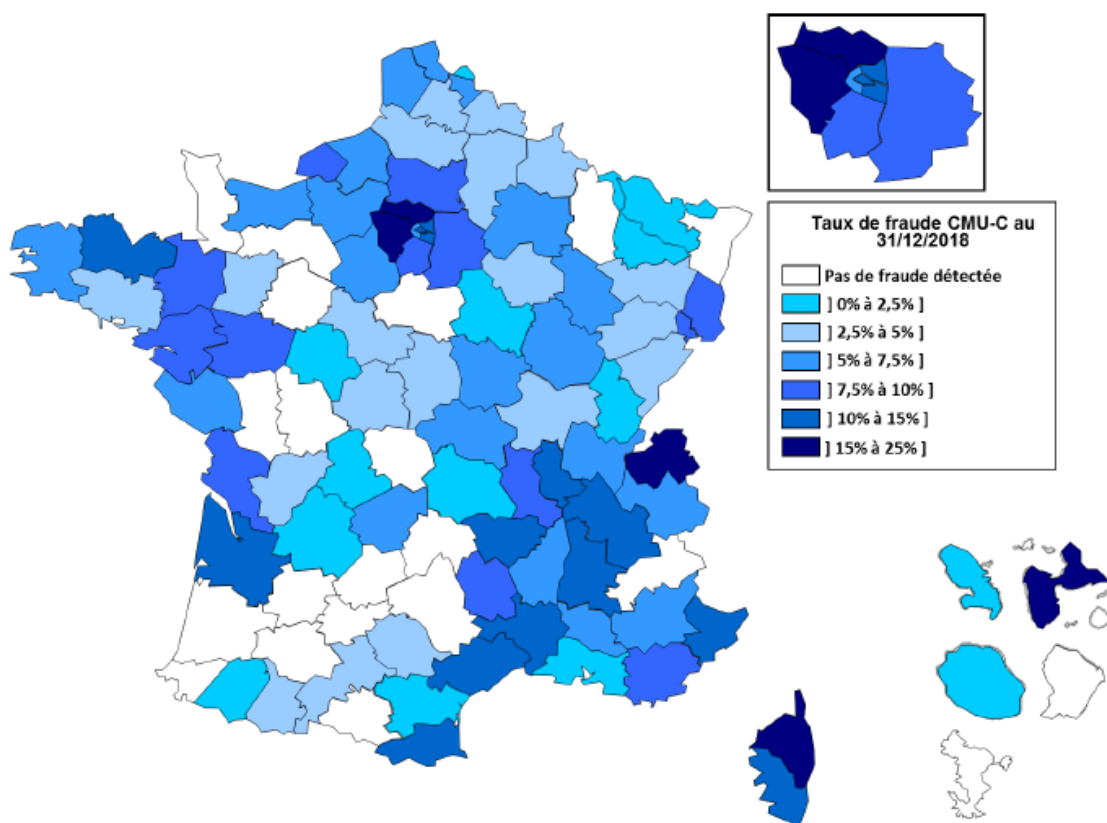 Taux de fraude CMU-C au
31/12/2018
Pas de fraude détectée
] 0% à 2,5% ]
] 2,5% à 5% ]
] 5% à 7,5% ]
] 7,5% à 10% ]
] 10% à 15% ]
] 15% à 25% ]